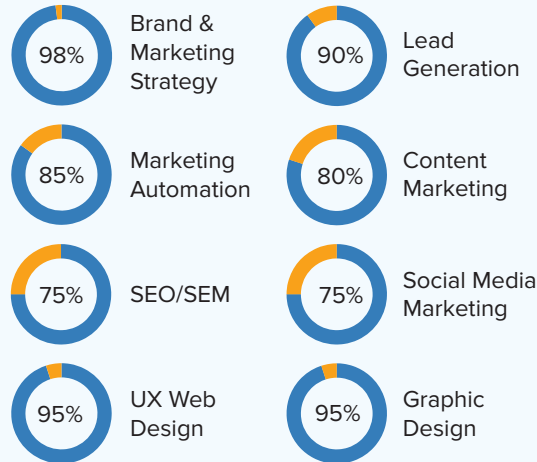 98%
Brand &
Marketing
Strategy
90%
Lead
Generation
85%
Marketing
Automation
80%
Content
Marketing
75%
SEO/SEM
75%
Social Media
Marketing
95%
UX Web
Design
95%
Graphic
Design